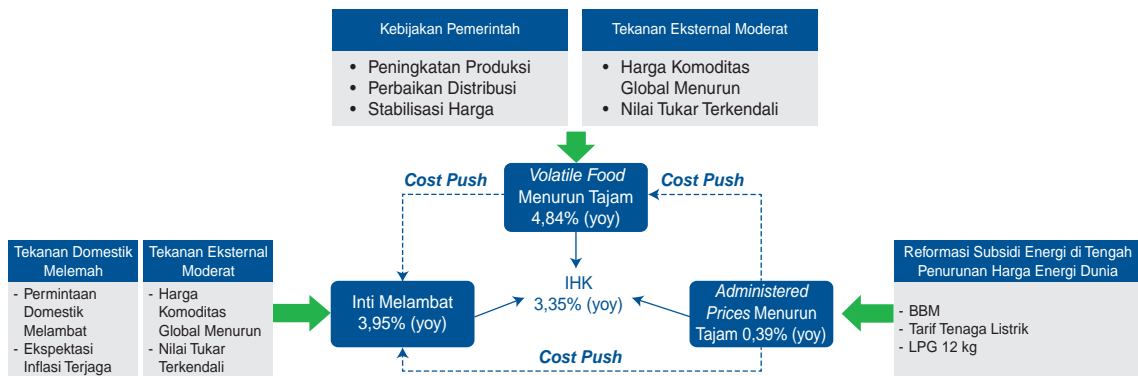 Kebijakan Pemerintah
• Peningkatan Produksi
• Perbaikan Distribusi
• Stabilisasi Harga
Tekanan Eksternal Moderat
• Harga Komoditas
Global Menurun
• Nilai Tukar Terkendali
Cost Push
Volatile Food
Menurun Tajam
4,84% (yoy)
Cost Push
Tekanan Domestik
Melemah
- Permintaan
Domestik
Melambat
- Ekspektasi
Inflasi Terjaga
Tekanan Eksternal
Moderat
- Harga
Komoditas
Global Menurun
- Nilai Tukar
Terkendali
Inti Melambat
3,95% (yoy)
IHK
3,35% (yoy)
Administered
Prices Menurun
Tajam 0,39% (yoy)
Cost Push
Reformasi Subsidi Energi di Tengah
Penurunan Harga Energi Dunia
- BBM
- Tarif Tenaga Listrik
- LPG 12 kg